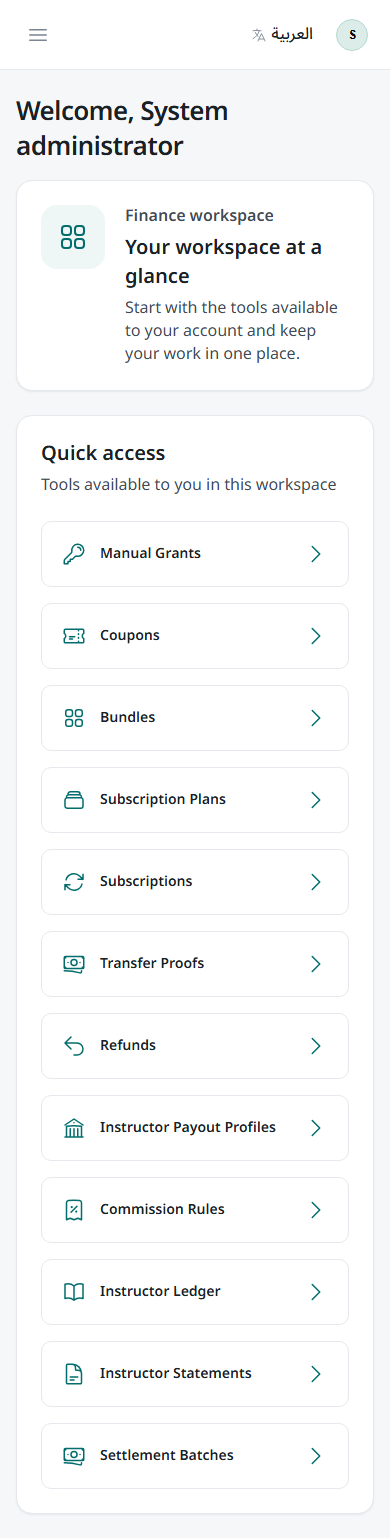 العربية
S
Welcome, System
administrator
Finance workspace
Your workspace at a
glance
Start with the tools available
to your account and keep
your work in one place.
Quick access
Tools available to you in this workspace
Manual Grants
Coupons
Bundles
Subscription Plans
Subscriptions
Transfer Proofs
Refunds
Instructor Payout Profiles
Commission Rules
Instructor Ledger
Instructor Statements
Settlement Batches